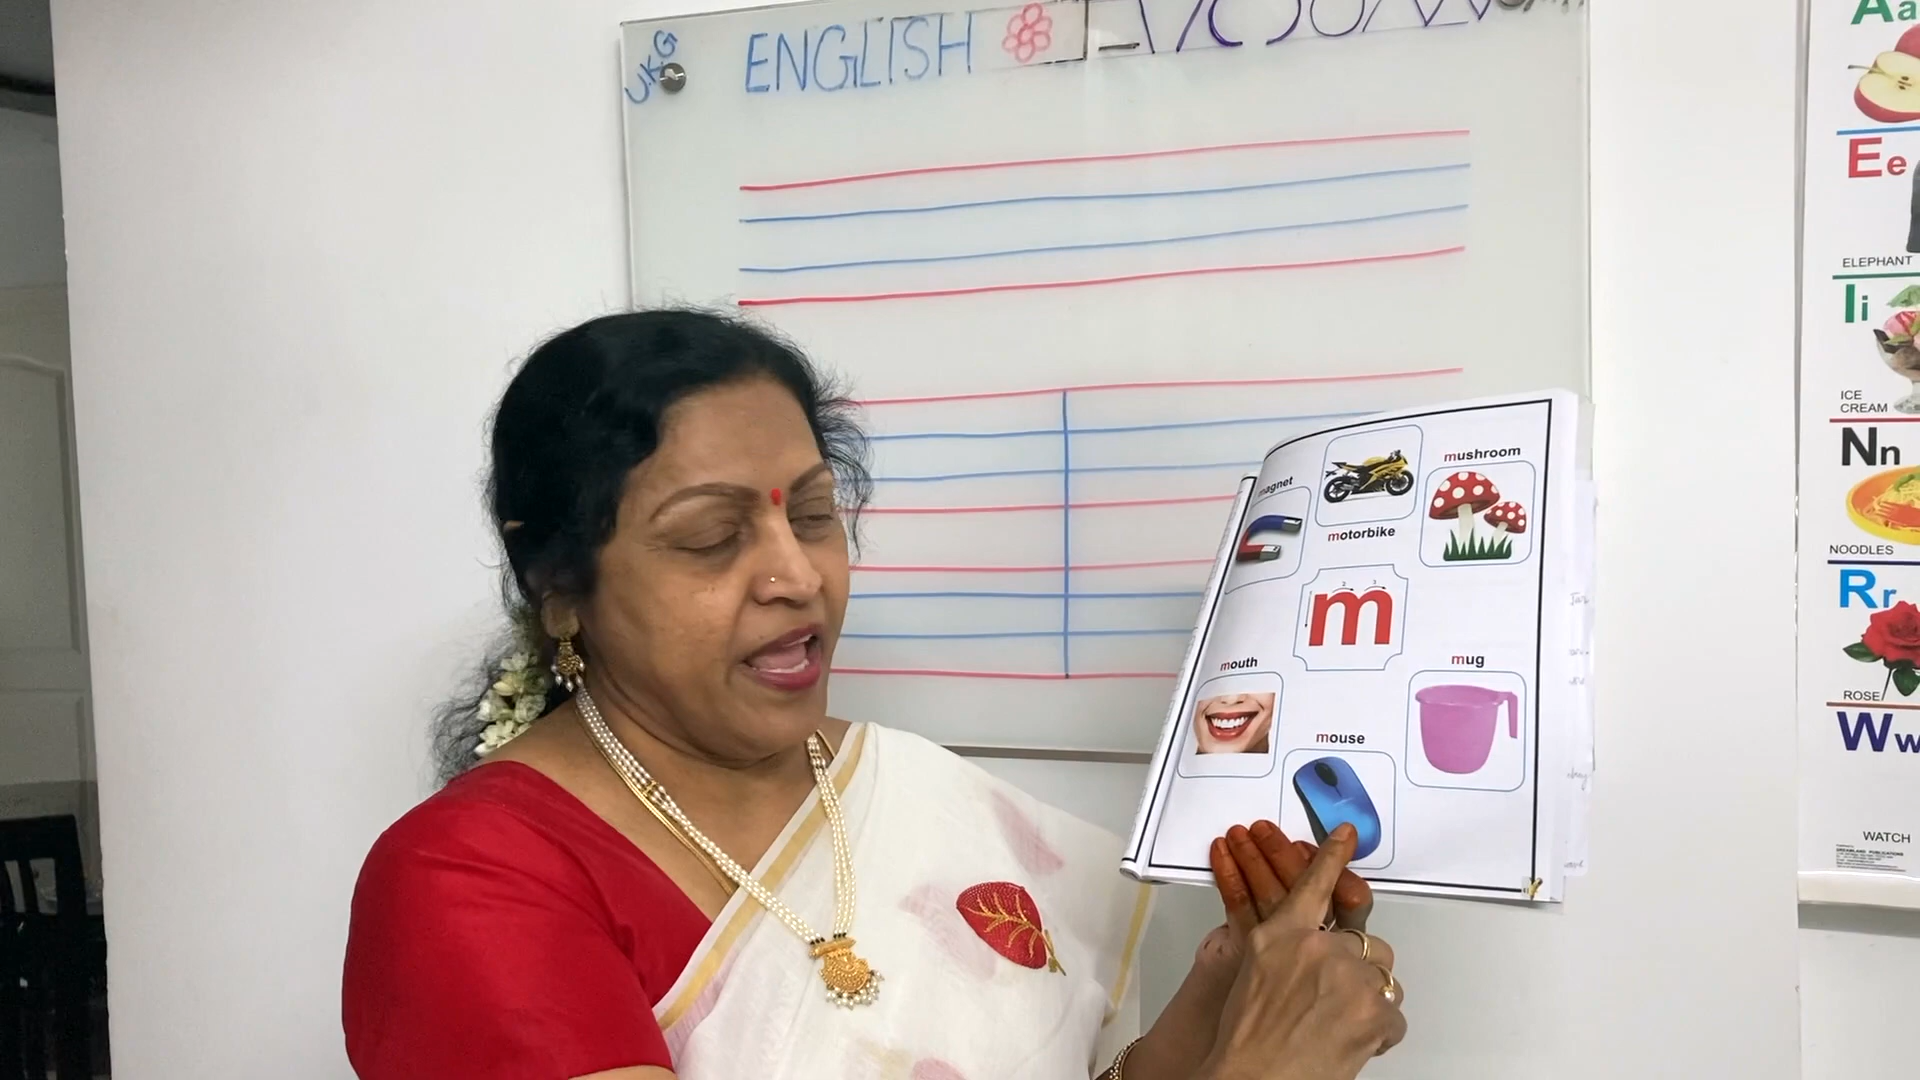 U.K.G
ENGLISH
magnet
motorbike
mushroom
m
mouth
mouse
mug
Aa
Ee
ELEPHANT
Ii
ICE
CREAM
Nn
NOODLES
Rr
ROSE
Ww
WATCH